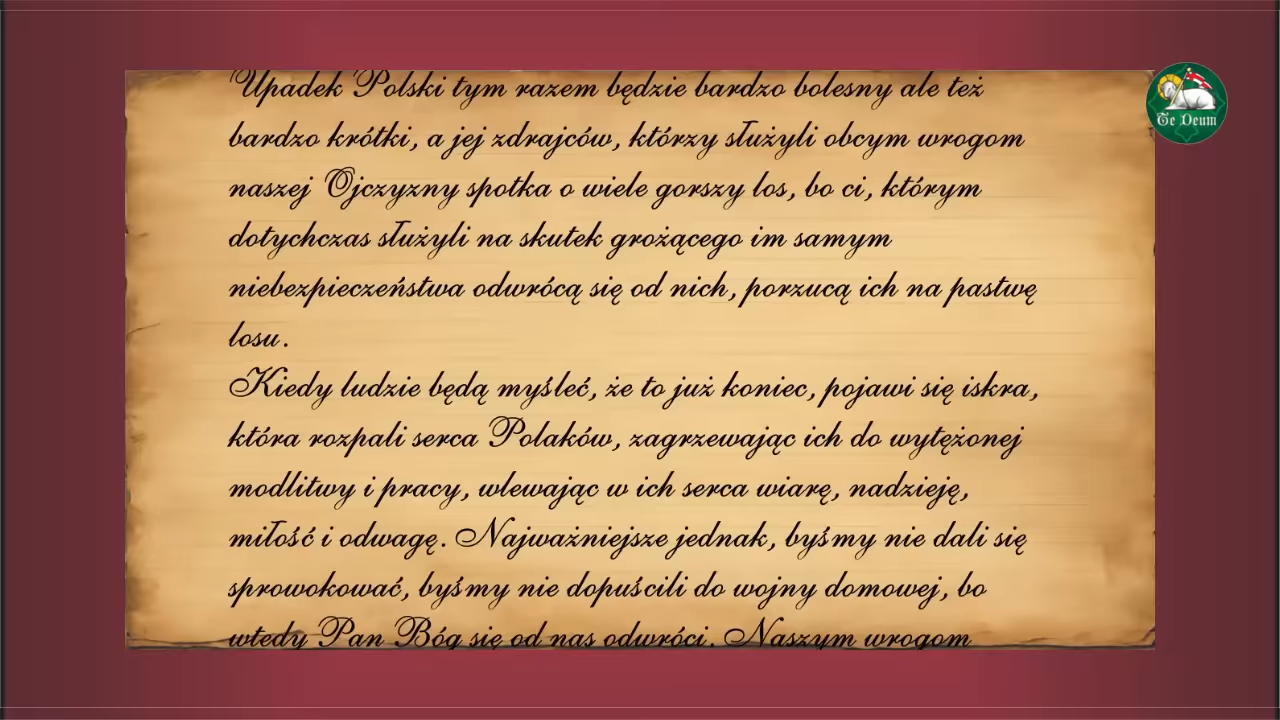 Upadek Polski tym razem będzie bardzo bolesny ale też
bardzo krótki, a jej zdrajców, którzy służyli obcym wrogom
naszej Ojczyzny spotka o wiele gorszy los, bo ci, którym
dotychczas służyli na skutek grożącego im samym
niebezpieczeństwa odwrócą się od nich, porzucą ich na pastwę
losu.
Kiedy ludzie będą myśleć, że to już koniec, pojawi się iskra,
która rozpali serca Polaków, zagrzewając ich do wytężonej
modlitwy i pracy, wlewając w ich serca wiarę, nadzieję,
miłość i odwagę. Najważniejsze jednak, byśmy nie dali się
sprowokować, byśmy nie dopuścili do wojny domowej, bo
wtedy Pan Bóg się od nas odwróci. Naszym wrogom
Te Deum